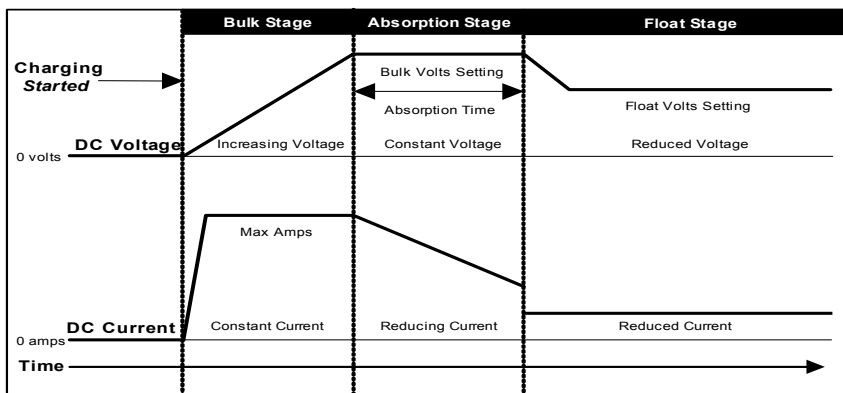 Bulk Stage
Absorption Stage
Float Stage
Charging
Started
Bulk Volts Setting
Absorption Time
Float Volts Setting
DC Voltage
0 volts
Increasing Voltage
Constant Voltage
Reduced Voltage
Max Amps
DC Current
0 amps
Constant Current
Reducing Current
Reduced Current
Time